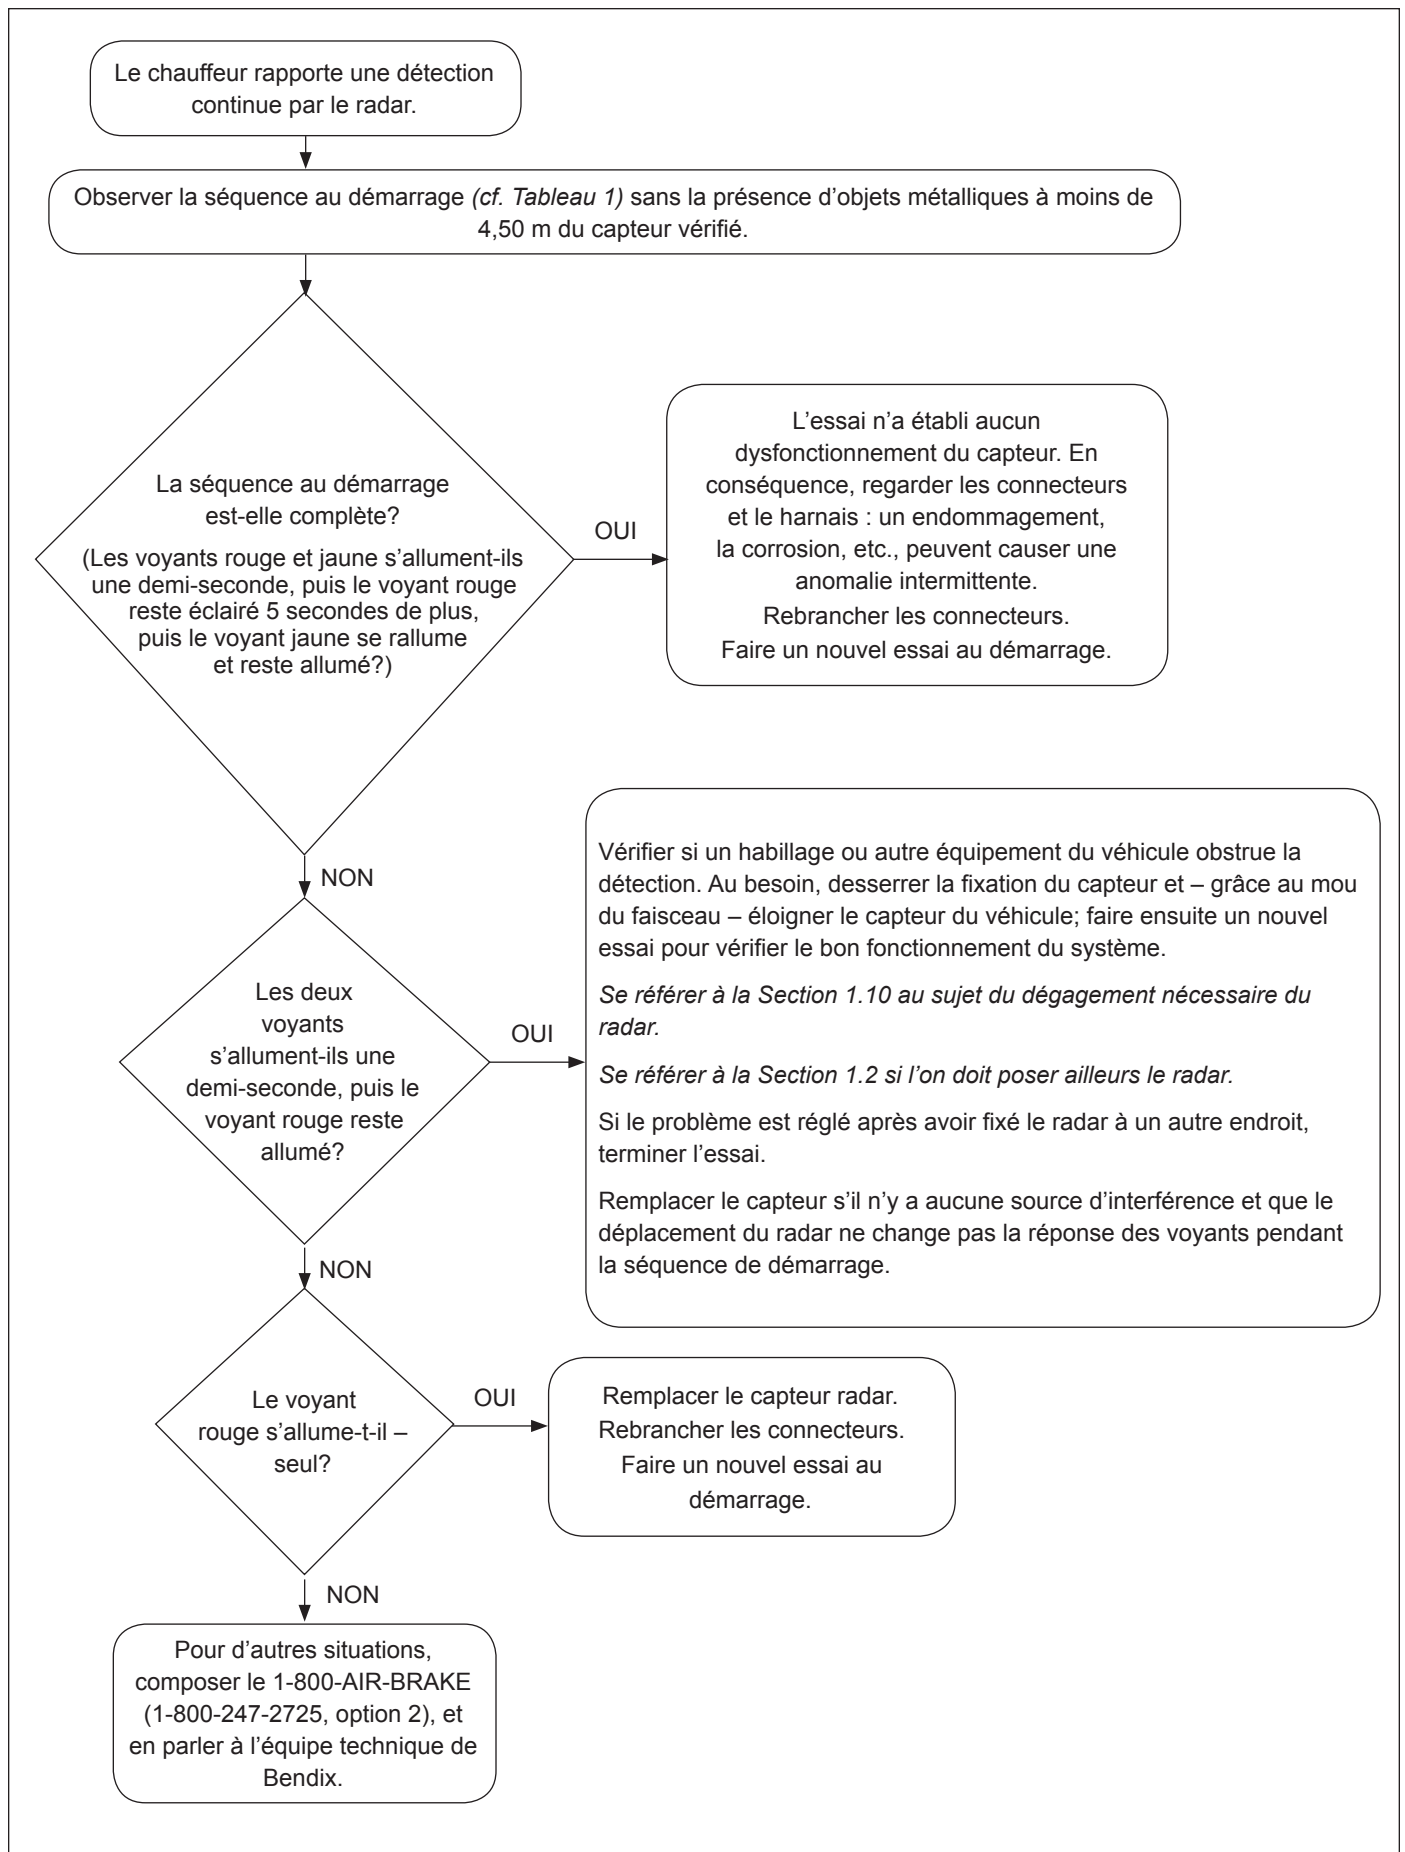 Le chauffeur rapporte une détection
continue par le radar.
Observer la séquence au démarrage (cf. Tableau 1) sans la présence d’objets métalliques à moins de
4,50 m du capteur vérifié.
La séquence au démarrage
est-elle complète?
(Les voyants rouge et jaune s’allument-ils
une demi-seconde, puis le voyant rouge
reste éclairé 5 secondes de plus,
puis le voyant jaune se rallume
et reste allumé?)
OUI
L’essai n’a établi aucun
dysfonctionnement du capteur. En
conséquence, regarder les connecteurs
et le harnais : un endommagement,
la corrosion, etc., peuvent causer une
anomalie intermittente.
Rebrancher les connecteurs.
Faire un nouvel essai au démarrage.
NON
Les deux
voyants
s’allument-ils une
demi-seconde, puis le
voyant rouge reste
allumé?
OUI
Vérifier si un habillage ou autre équipement du véhicule obstrue la
détection. Au besoin, desserrer la fixation du capteur et – grâce au mou
du faisceau – éloigner le capteur du véhicule; faire ensuite un nouvel
essai pour vérifier le bon fonctionnement du système.
Se référer à la Section 1.10 au sujet du dégagement nécessaire du
radar.
Se référer à la Section 1.2 si l’on doit poser ailleurs le radar.
Si le problème est réglé après avoir fixé le radar à un autre endroit,
terminer l’essai.
Remplacer le capteur s’il n’y a aucune source d’interférence et que le
déplacement du radar ne change pas la réponse des voyants pendant
la séquence de démarrage.
NON
Le voyant
rouge s’allume-t-il –
seul?
OUI
Remplacer le capteur radar.
Rebrancher les connecteurs.
Faire un nouvel essai au
démarrage.
NON
Pour d’autres situations,
composer le 1-800-AIR-BRAKE
(1-800-247-2725, option 2), et
en parler à l’équipe technique de
Bendix.